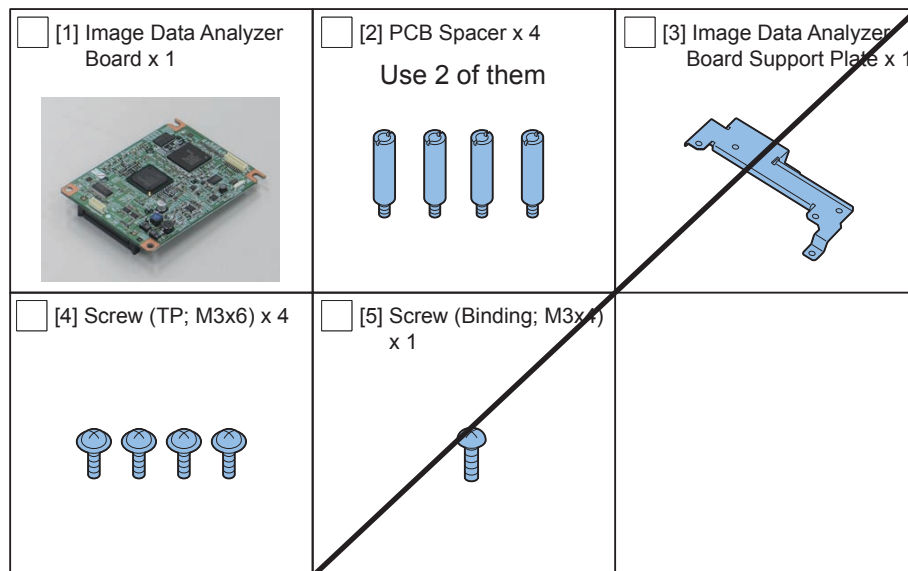 [1] Image Data Analyzer
Board x 1
[2] PCB Spacer x 4
Use 2 of them
[3] Image Data Analyzer
Board Support Plate x 1
[4] Screw (TP; M3x6) x 4
[5] Screw (Binding; M3x4)
x 1